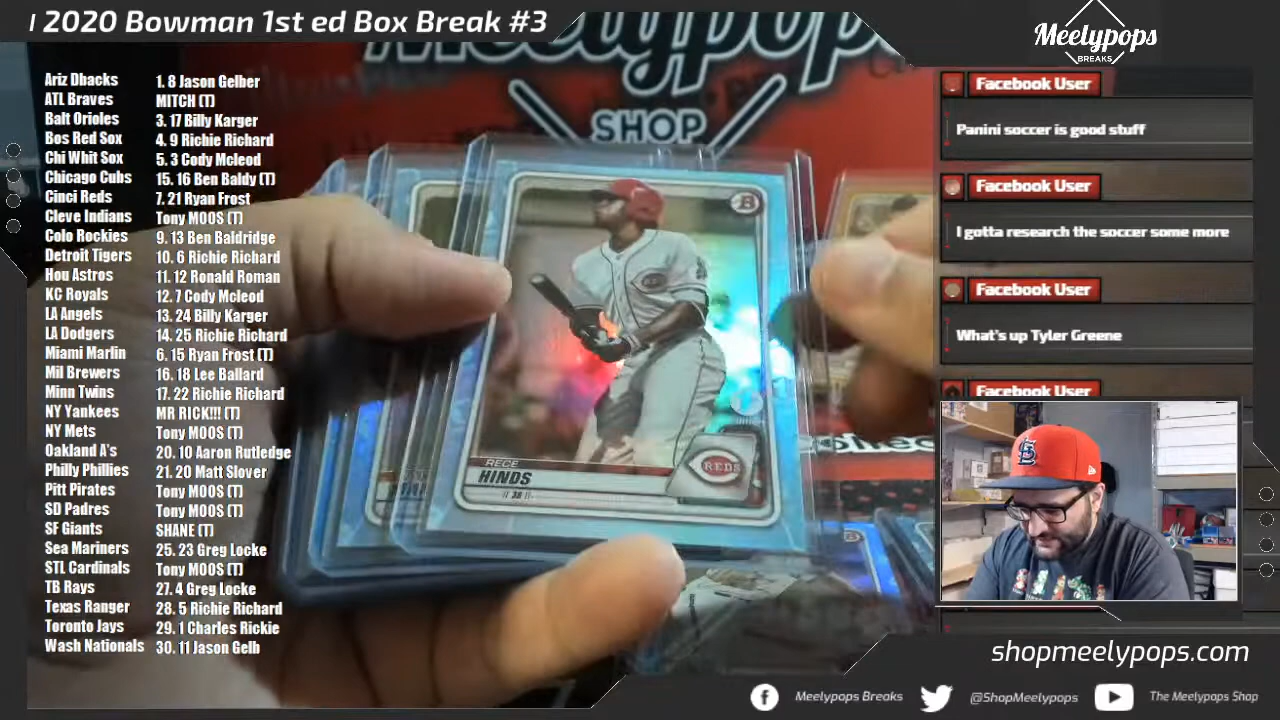 2020 Bowman 1st ed Box Break #3
Meelypops
SHOP
Meelypops
BREAKS
Ariz Dbacks 1. 8 Jason Gelber
ATL Braves MITCH (T)
Balt Orioles 3. 17 Billy Karger
Bos Red Sox 4. 9 Richie Richard
Chi Whit Sox 5. 3 Cody Mcleod
Chicago Cubs 15. 16 Ben Baldy (T)
Cinci Reds 7. 21 Ryan Frost
Cleve Indians Tony MOOS (T)
Colo Rockies 9. 13 Ben Baldridge
Detroit Tigers 10. 6 Richie Richard
Hou Astros 11. 12 Ronald Roman
KC Royals 12. 7 Cody Mcleod
LA Angels 13. 24 Billy Karger
LA Dodgers 14. 25 Richie Richard
Miami Marlin 6. 15 Ryan Frost (T)
Mil Brewers 16. 18 Lee Ballard
Minn Twins 17. 22 Richie Richard
NY Yankees MR RICK!!! (T)
NY Mets Tony MOOS (T)
Oakland A's 20. 10 Aaron Rutledge
Philly Phillies 21. 20 Matt Slover
Pitt Pirates Tony MOOS (T)
SD Padres Tony MOOS (T)
SF Giants SHANE (T)
Sea Mariners 25. 23 Greg Locke
STL Cardinals Tony MOOS (T)
TB Rays 27. 4 Greg Locke
Texas Ranger 28. 5 Richie Richard
Toronto Jays 29. 1 Charles Rickie
Wash Nationals 30. 11 Jason Gelb
B
RECE
HINDS
REDS
Facebook User
Panini soccer is good stuff
Facebook User
I gotta research the soccer some more
Facebook User
What's up Tyler Greene
Facebook User
shopmeelypops.com
Meelypops Breaks
@ShopMeelypops
The Meelypops Shop